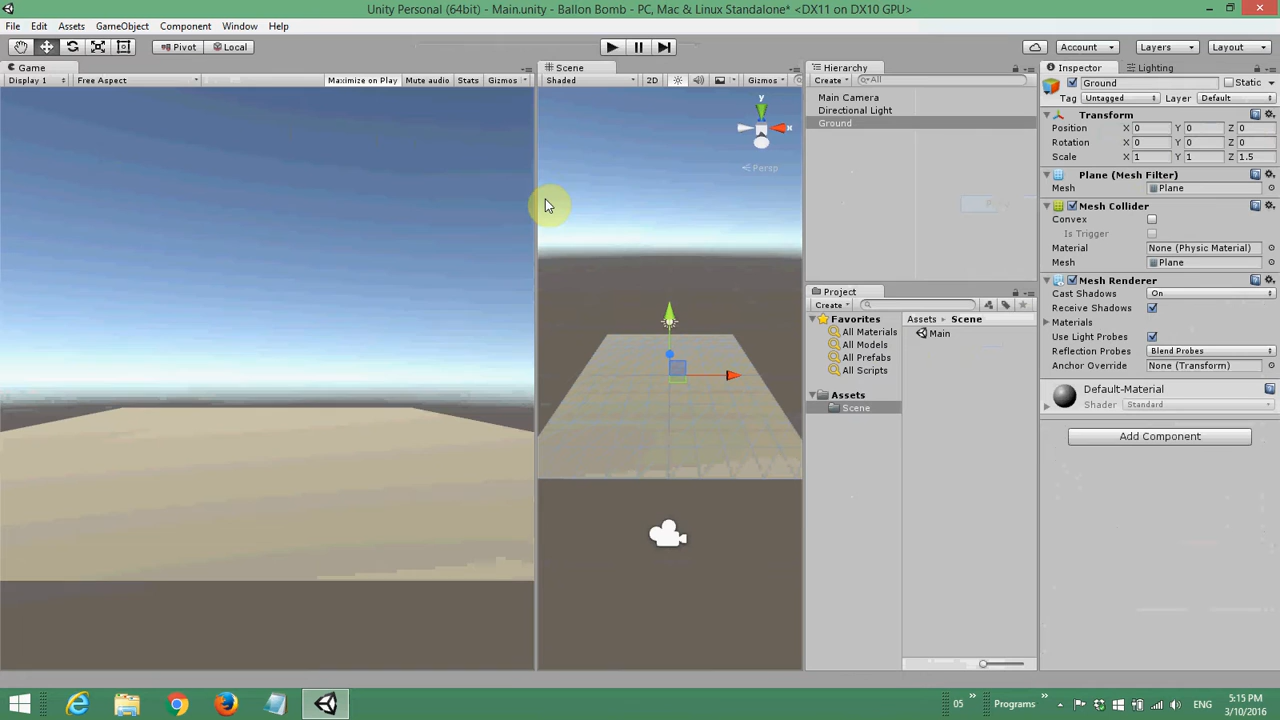 Unity Personal (64bit) - Main.unity - Ballon Bomb - PC, Mac & Linux Standalone* <DX11 on DX10 GPU>
File Edit Assets GameObject Component Window Help
Pivot Local Account Layers Layout
Game
Display 1 Free Aspect Maximize on Play Mute audio Stats Gizmos
Scene
Shaded 2D Gizmos
y
x
Persp
Hierarchy
Create All
Main Camera
Directional Light
Ground
Project
Create
Favorites
All Materials
All Models
All Prefabs
All Scripts
Assets
Scene
Assets Scene
Main
Inspector Lighting
Ground Static
Tag Untagged Layer Default
Transform
Position X 0 Y 0 Z 0
Rotation X 0 Y 0 Z 0
Scale X 1 Y 1 Z 1.5
Plane (Mesh Filter)
Mesh Plane
Mesh Collider
Convex
Is Trigger
Material None (Physic Material)
Mesh Plane
Mesh Renderer
Cast Shadows On
Receive Shadows
Materials
Use Light Probes
Reflection Probes Blend Probes
Anchor Override None (Transform)
Default-Material
Shader Standard
Add Component
05 Programs ENG 5:15 PM
3/10/2016